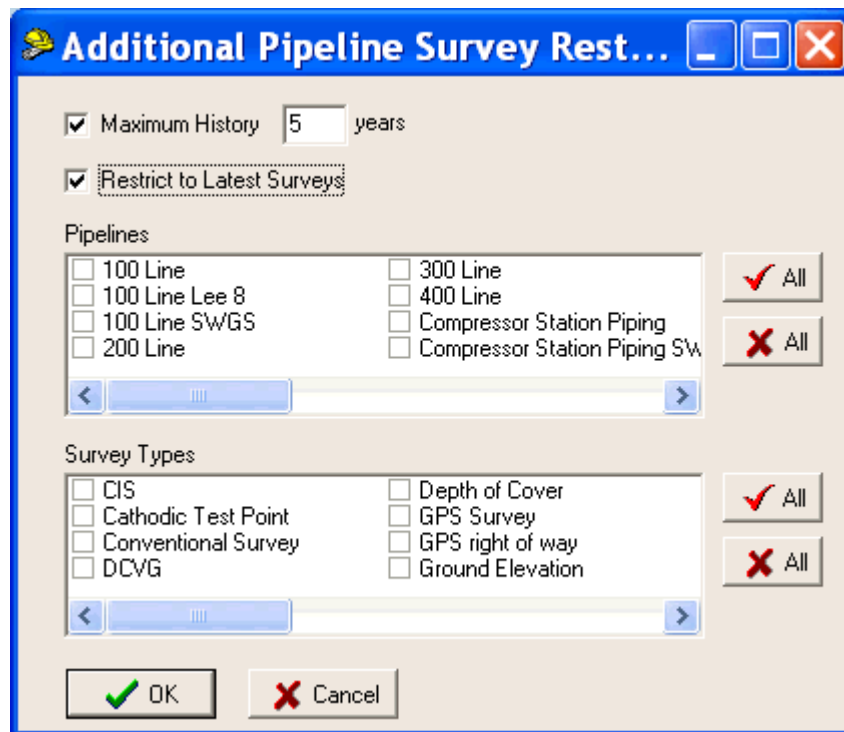 Additional Pipeline Survey Rest...
Maximum History 5 years
Restrict to Latest Surveys
Pipelines
100 Line 300 Line
100 Line Lee 8 400 Line
100 Line SWGS Compressor Station Piping
200 Line Compressor Station Piping SW
All
All
Survey Types
CIS Depth of Cover
Cathodic Test Point GPS Survey
Conventional Survey GPS right of way
DCVG Ground Elevation
All
All
OK Cancel